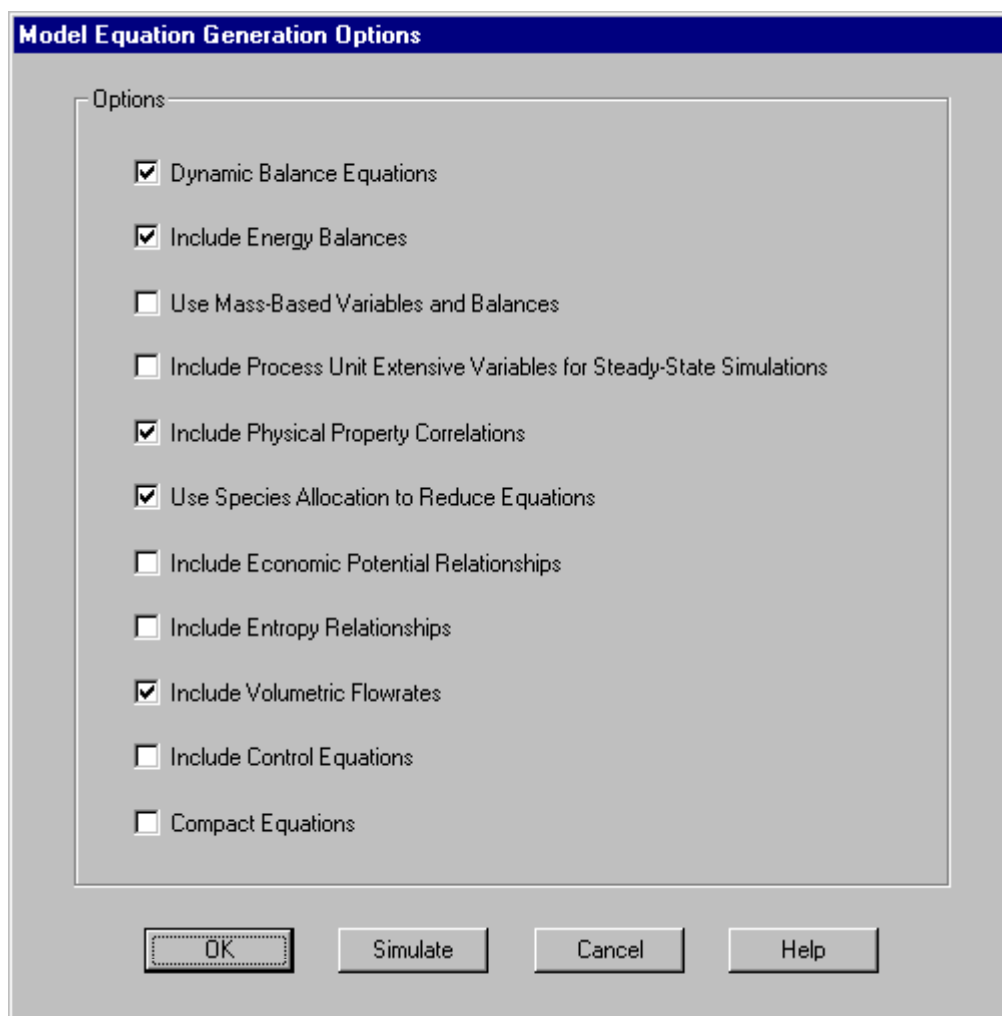 Model Equation Generation Options
Options
Dynamic Balance Equations
Include Energy Balances
Use Mass-Based Variables and Balances
Include Process Unit Extensive Variables for Steady-State Simulations
Include Physical Property Correlations
Use Species Allocation to Reduce Equations
Include Economic Potential Relationships
Include Entropy Relationships
Include Volumetric Flowrates
Include Control Equations
Compact Equations
OK Simulate Cancel Help